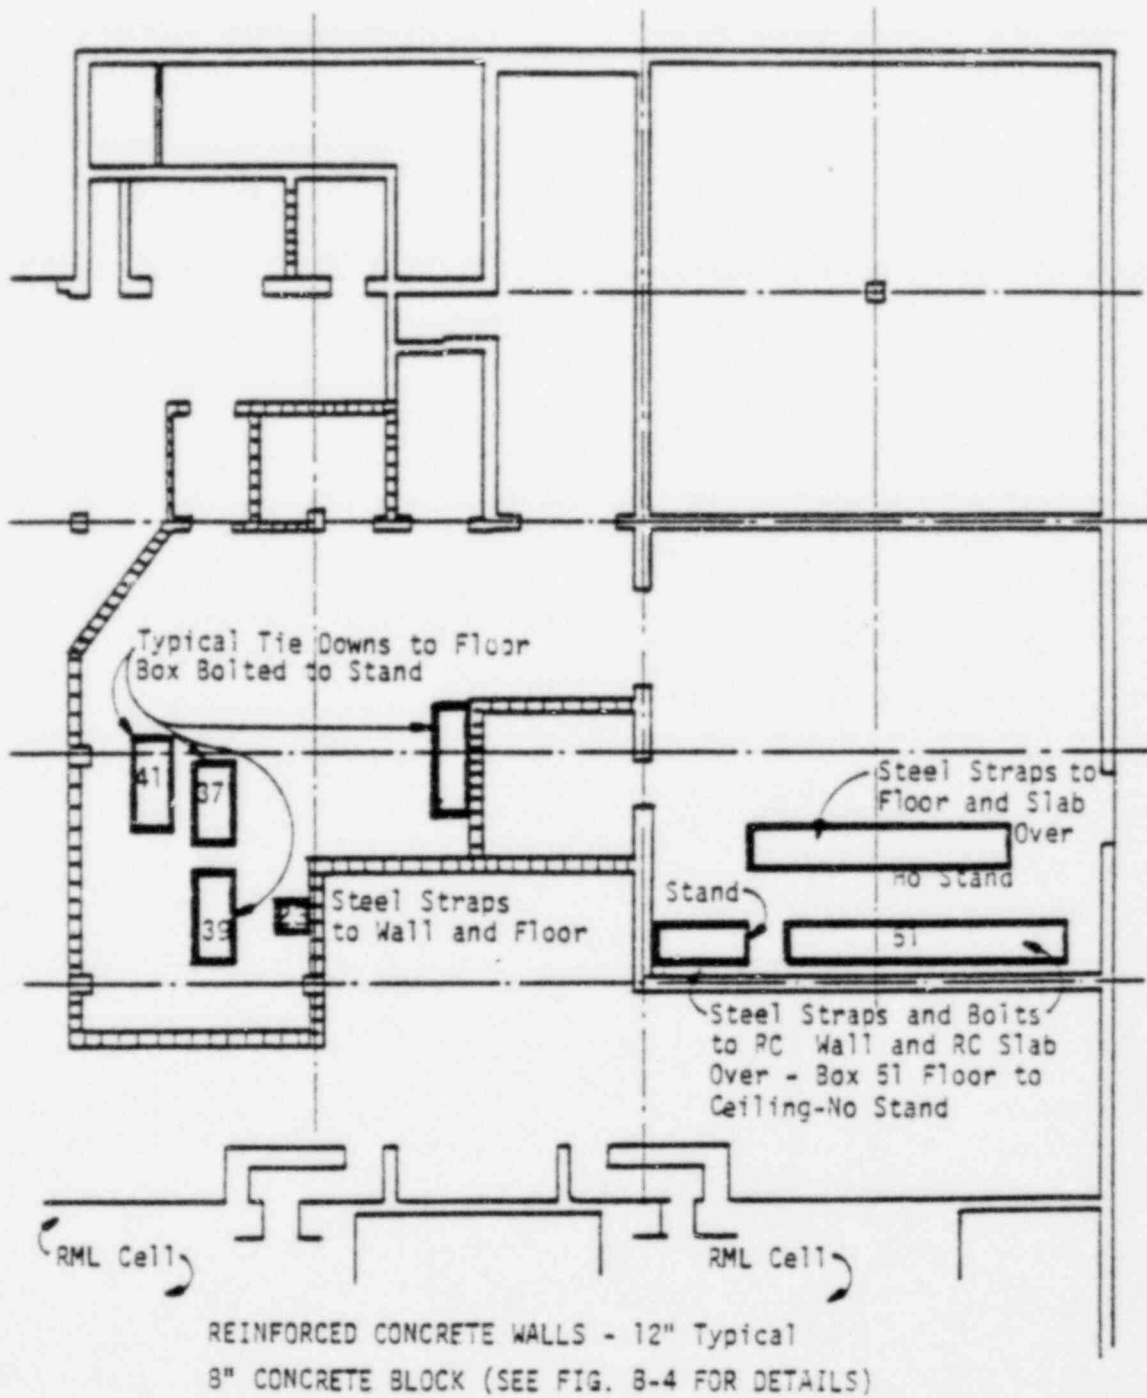 Typical Tie Downs to Floor
Box Bolted to Stand
41
37
Steel Straps to
Floor and Slab
Over
No Stand
Stand
39
Steel Straps
to Wall and Floor
51
Steel Straps and Bolts
to RC Wall and RC Slab
Over - Box 51 Floor to
Ceiling-No Stand
RML Cell
RML Cell
REINFORCED CONCRETE WALLS - 12" Typical
8" CONCRETE BLOCK (SEE FIG. B-4 FOR DETAILS)